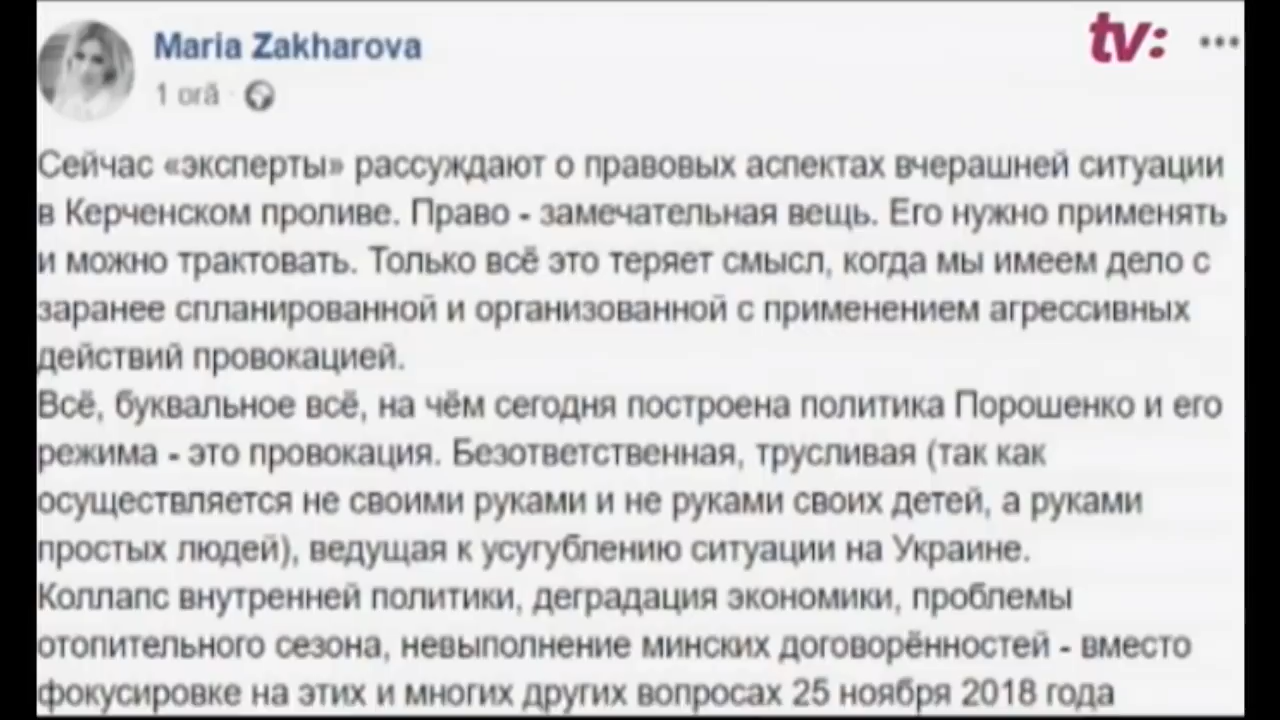 Maria Zakharova
tv:
1 oră
Сейчас «эксперты» рассуждают о правовых аспектах вчерашней ситуации
в Керченском проливе. Право - замечательная вещь. Его нужно применять
и можно трактовать. Только всё это теряет смысл, когда мы имеем дело с
заранее спланированной и организованной с применением агрессивных
действий провокацией.
Всё, буквальное всё, на чём сегодня построена политика Порошенко и его
режима - это провокация. Безответственная, трусливая (так как
осуществляется не своими руками и не руками своих детей, а руками
простых людей), ведущая к усугублению ситуации на Украине.
Коллапс внутренней политики, деградация экономики, проблемы
отопительного сезона, невыполнение минских договорённостей - вместо
фокусировке на этих и многих других вопросах 25 ноября 2018 года